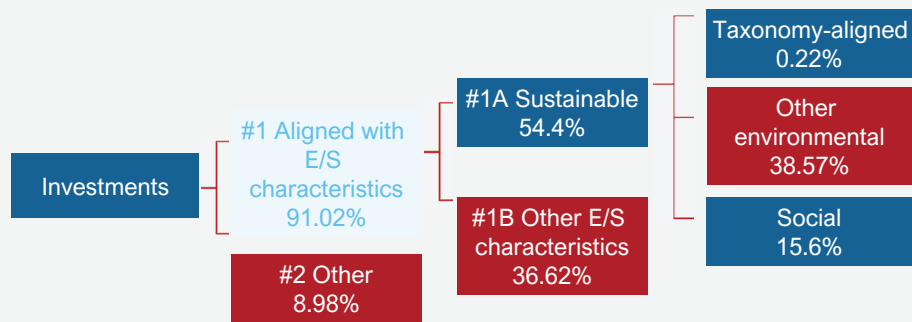 Investments
#1 Aligned with
E/S
characteristics
91.02%
#2 Other
8.98%
#1A Sustainable
54.4%
#1B Other E/S
characteristics
36.62%
Taxonomy-aligned
0.22%
Other
environmental
38.57%
Social
15.6%